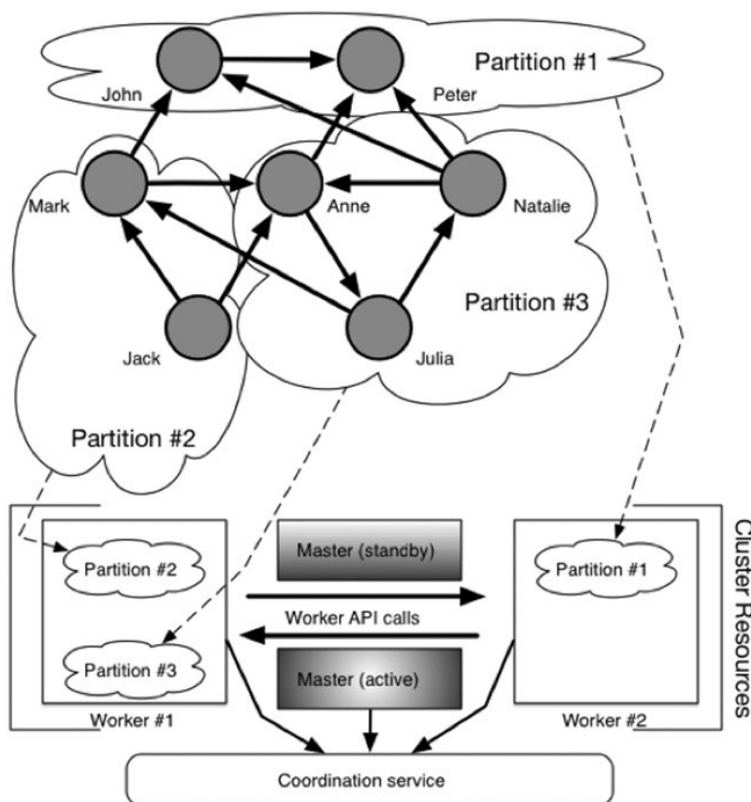 Partition #1
John
Peter
Mark
Anne
Natalie
Partition #3
Jack
Julia
Partition #2
Master (standby)
Partition #2
Partition #1
Worker API calls
Partition #3
Master (active)
Worker #1
Worker #2
Cluster Resources
Coordination service